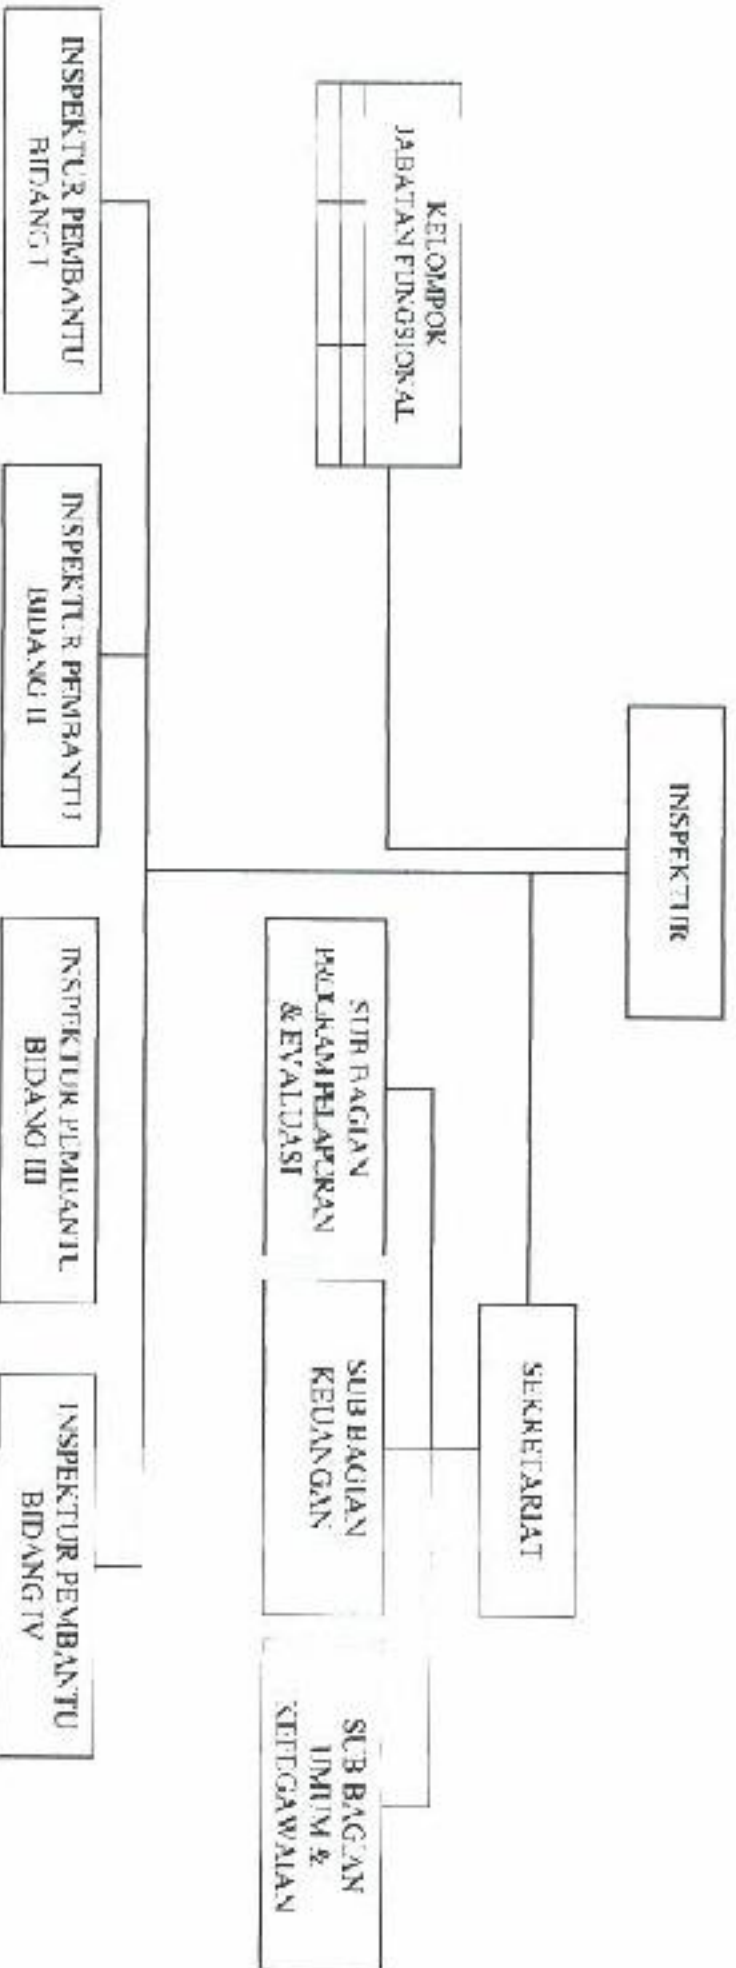 INSPEKTUR
KELOMPOK
JABATAN FUNGSIONAL
SEKRETARIAT
SUB BAGIAN
PROGRAM PELAPORAN
& EVALUASI
SUB BAGIAN
KEUANGAN
SUB BAGIAN
UMUM &
KEPEGAWAIAN
INSPEKTUR PEMBANTU
BIDANG I
INSPEKTUR PEMBANTU
BIDANG II
INSPEKTUR PEMBANTU
BIDANG III
INSPEKTUR PEMBANTU
BIDANG IV